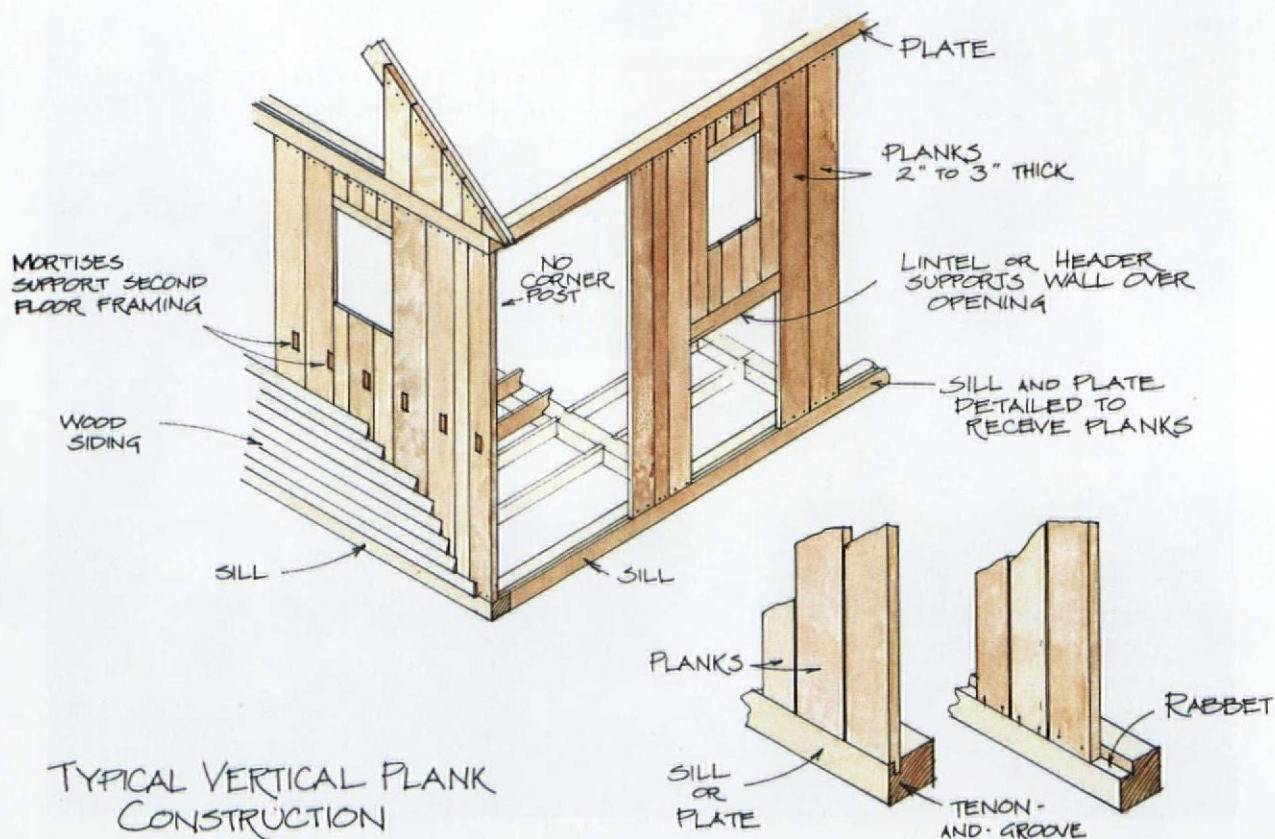 PLATE
PLANKS
2" TO 3" THICK
MORTISES
SUPPORT SECOND
FLOOR FRAMING
NO
CORNER
POST
LINTEL OR HEADER
SUPPORTS WALL OVER
OPENING
WOOD
SIDING
SILL AND PLATE
DETAILED TO
RECEVE PLANKS
SILL
SILL
PLANKS
RABBET
SILL
OR
PLATE
TENON-
AND-GROOVE
TYPICAL VERTICAL PLANK
CONSTRUCTION